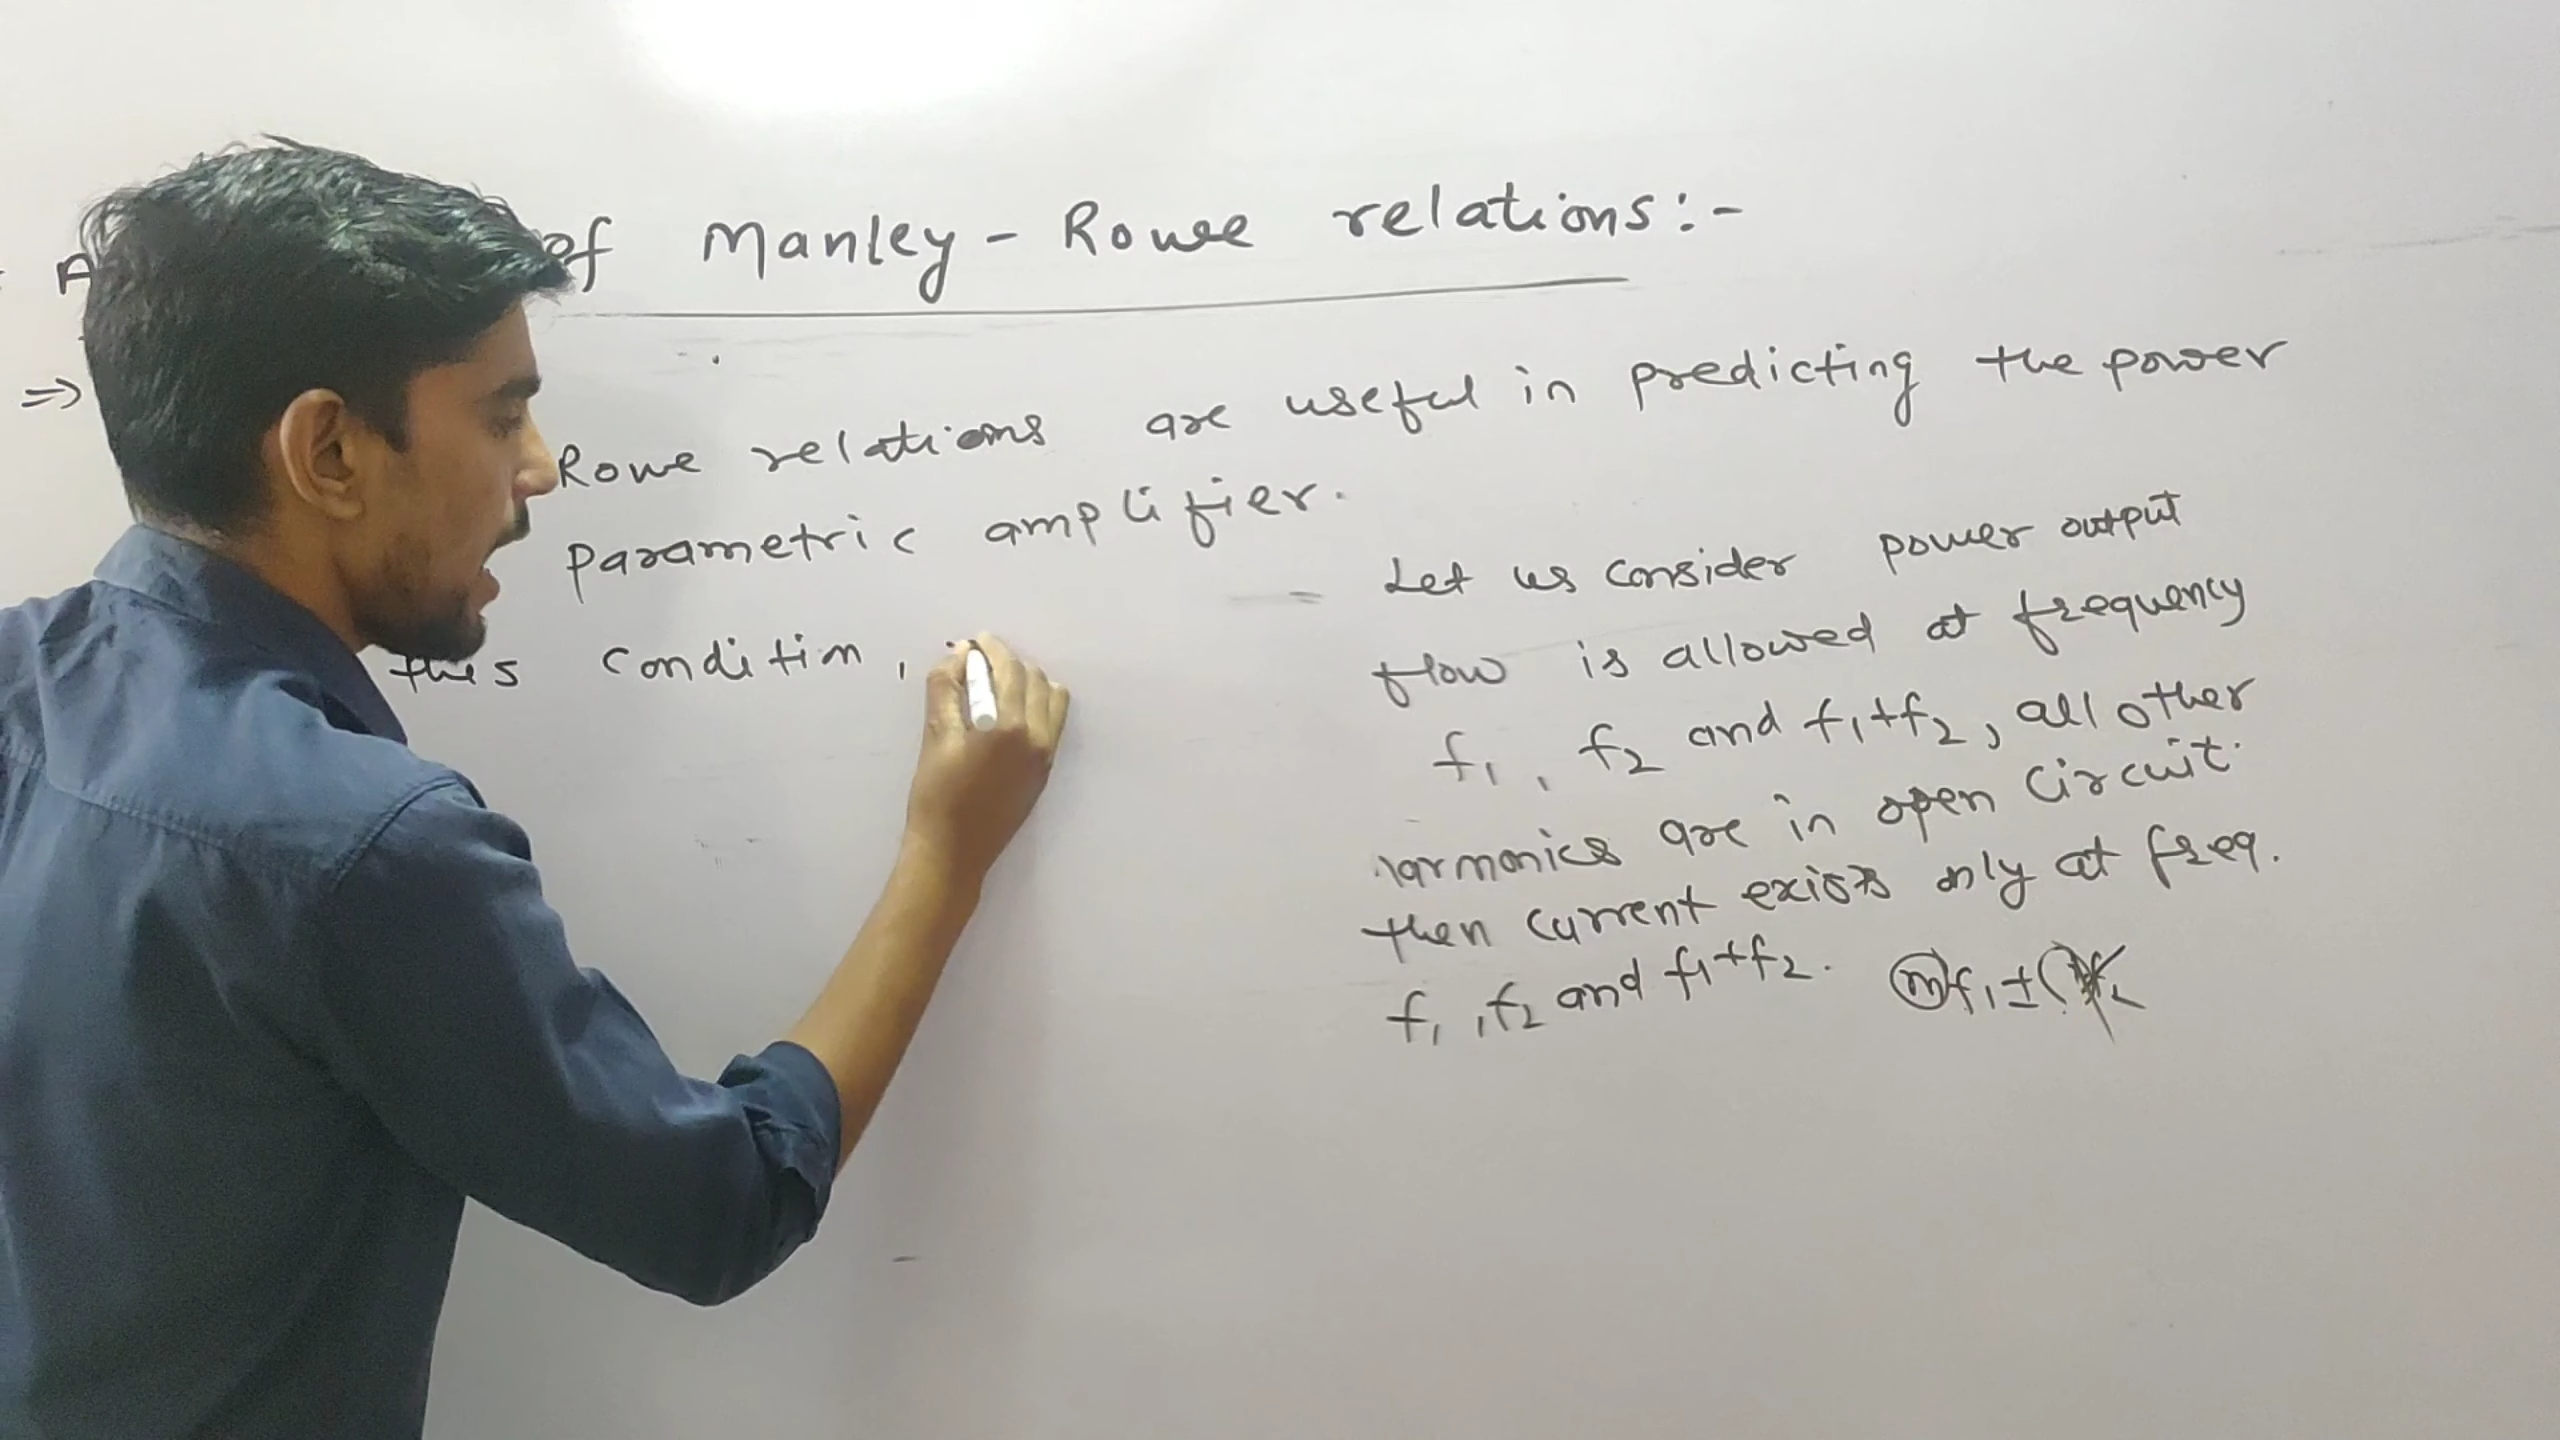 of Manley - Rowe relations:-
⇒
Rowe relations are useful in predicting the power
Parametric amplifier.
this condition,
Let us consider power output
flow is allowed at frequency
f₁, f₂ and f₁+f₂, all other
harmonics are in open circuit.
then current exists only at freq.
f₁, f₂ and f₁+f₂. mf₁±